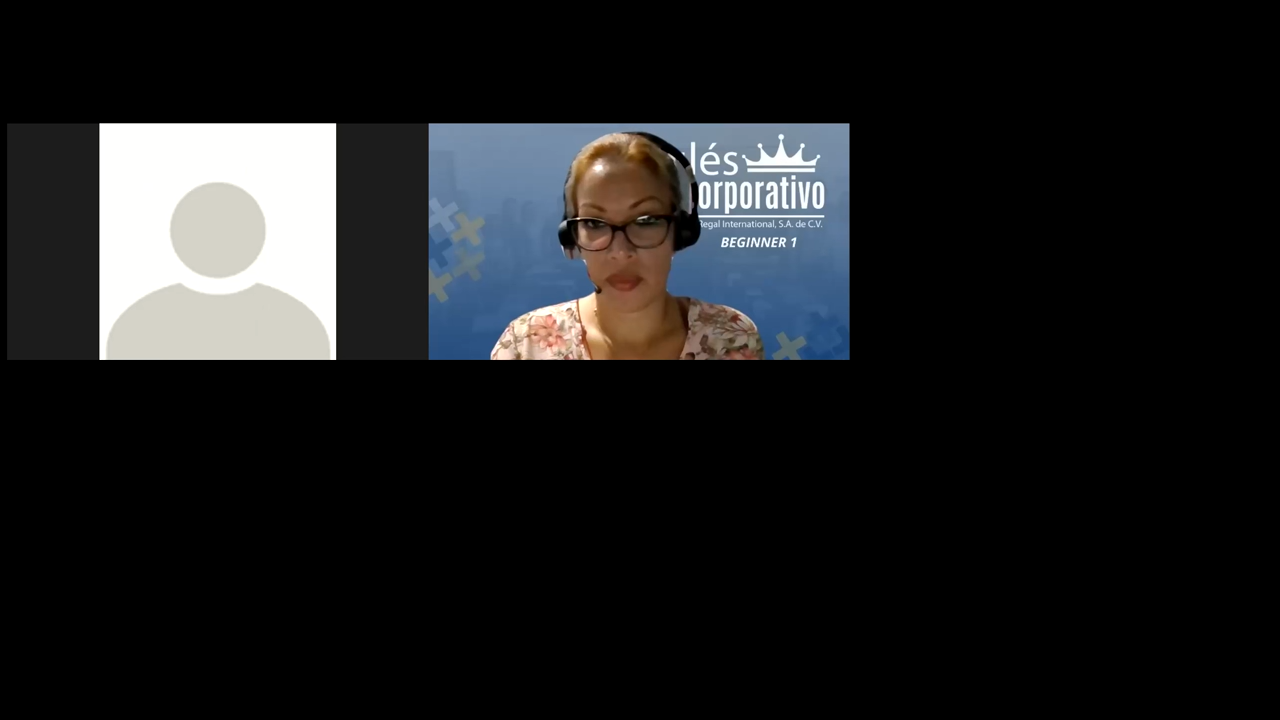 lés
orporativo
Regal International, S.A. de C.V.
BEGINNER 1